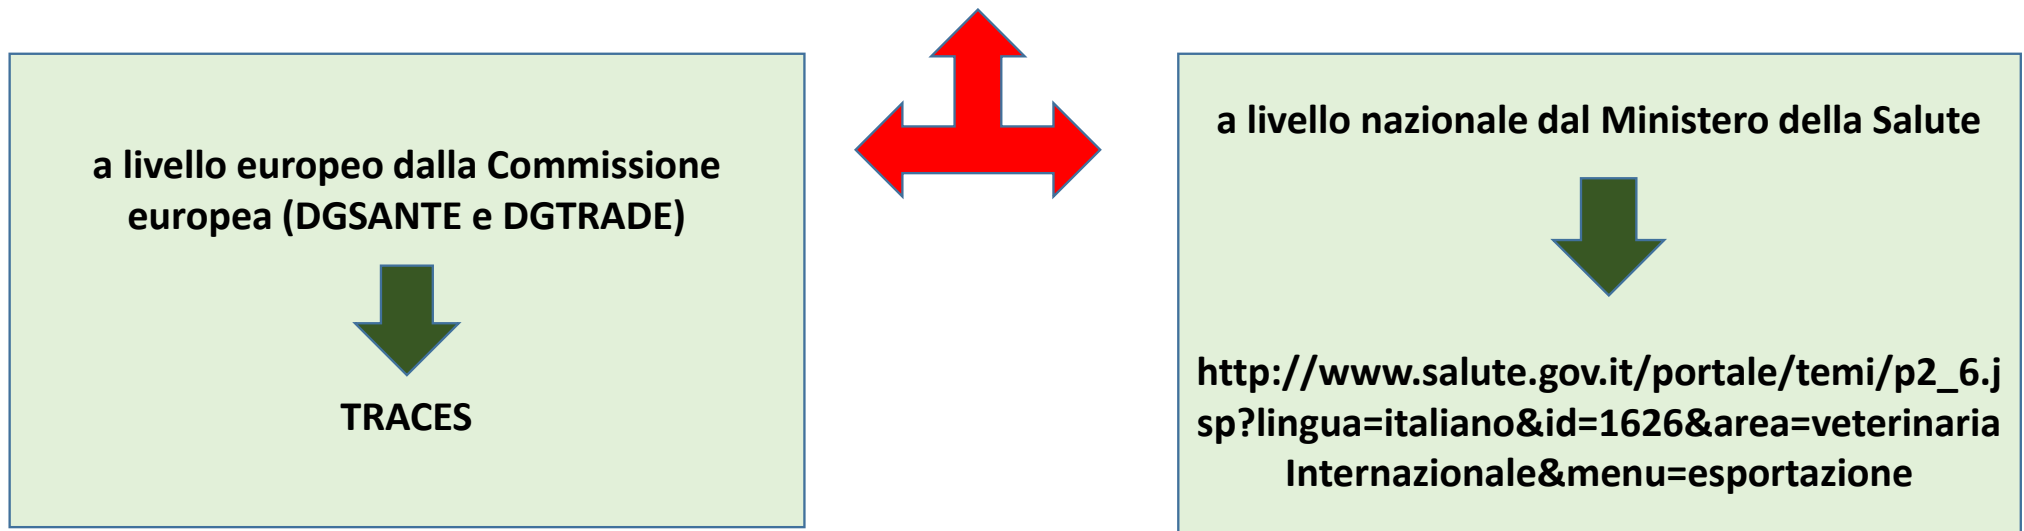 a livello europeo dalla Commissione
europea (DGSANTE e DGTRADE)
TRACES
a livello nazionale dal Ministero della Salute
http://www.salute.gov.it/portale/temi/p2_6.j
sp?lingua=italiano&id=1626&area=veterinaria
Internazionale&menu=esportazione